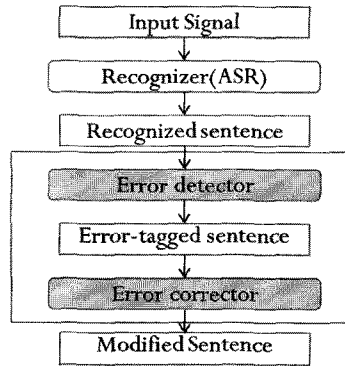 Input Signal
Recognizer(ASR)
Recognized sentence
Error detector
Error-tagged sentence
Error corrector
Modified Sentence